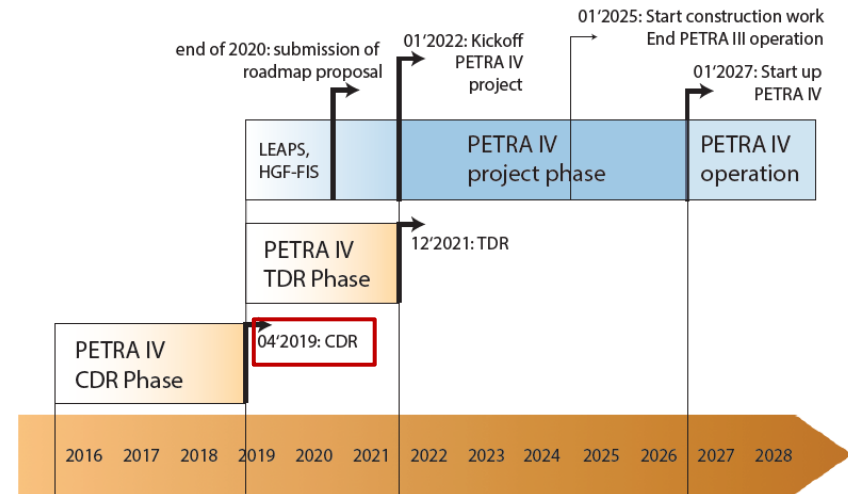 01'2025: Start construction work
End PETRA III operation
end of 2020: submission of
roadmap proposal
01'2022: Kickoff
PETRA IV
project
01'2027: Start up
PETRA IV
LEAPS,
HGF-FIS
PETRA IV
project phase
PETRA IV
operation
PETRA IV
TDR Phase
12'2021: TDR
PETRA IV
CDR Phase
04'2019: CDR
2016 2017 2018 2019 2020 2021 2022 2023 2024 2025 2026 2027 2028